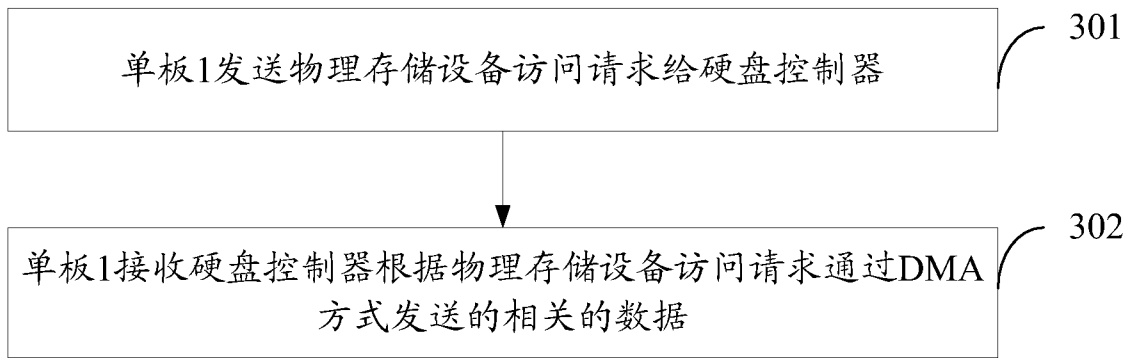 单板1发送物理存储设备访问请求给硬盘控制器
301
单板1接收硬盘控制器根据物理存储设备访问请求通过DMA
方式发送的相关的数据
302